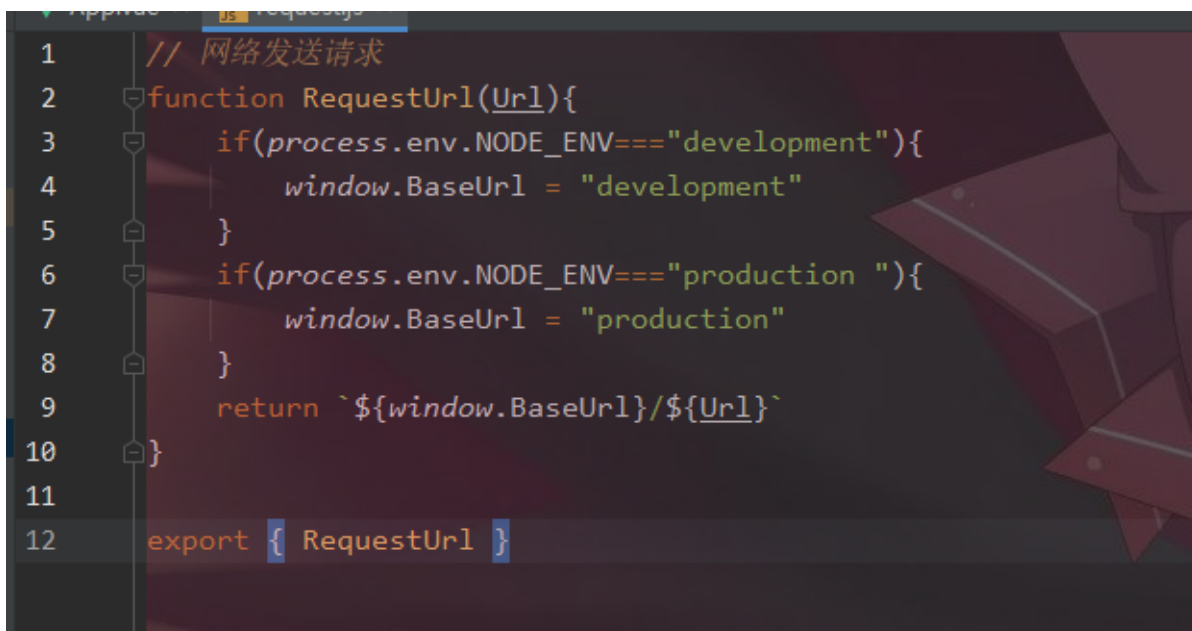 1 // 网络发送请求
2 function RequestUrl(Url){
3     if(process.env.NODE_ENV==="development"){
4         window.BaseUrl = "development"
5     }
6     if(process.env.NODE_ENV==="production "){
7         window.BaseUrl = "production"
8     }
9     return `${window.BaseUrl}/${Url}`
10 }
11
12 export { RequestUrl }